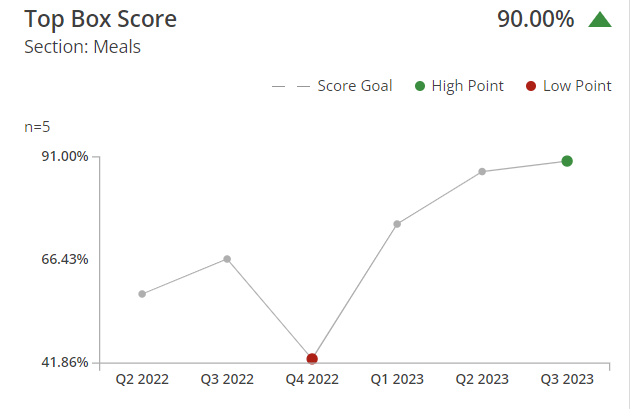 Top Box Score
90.00%
Section: Meals
Score Goal
High Point
Low Point
n=5
91.00%
66.43%
41.86%
Q2 2022
Q3 2022
Q4 2022
Q1 2023
Q2 2023
Q3 2023